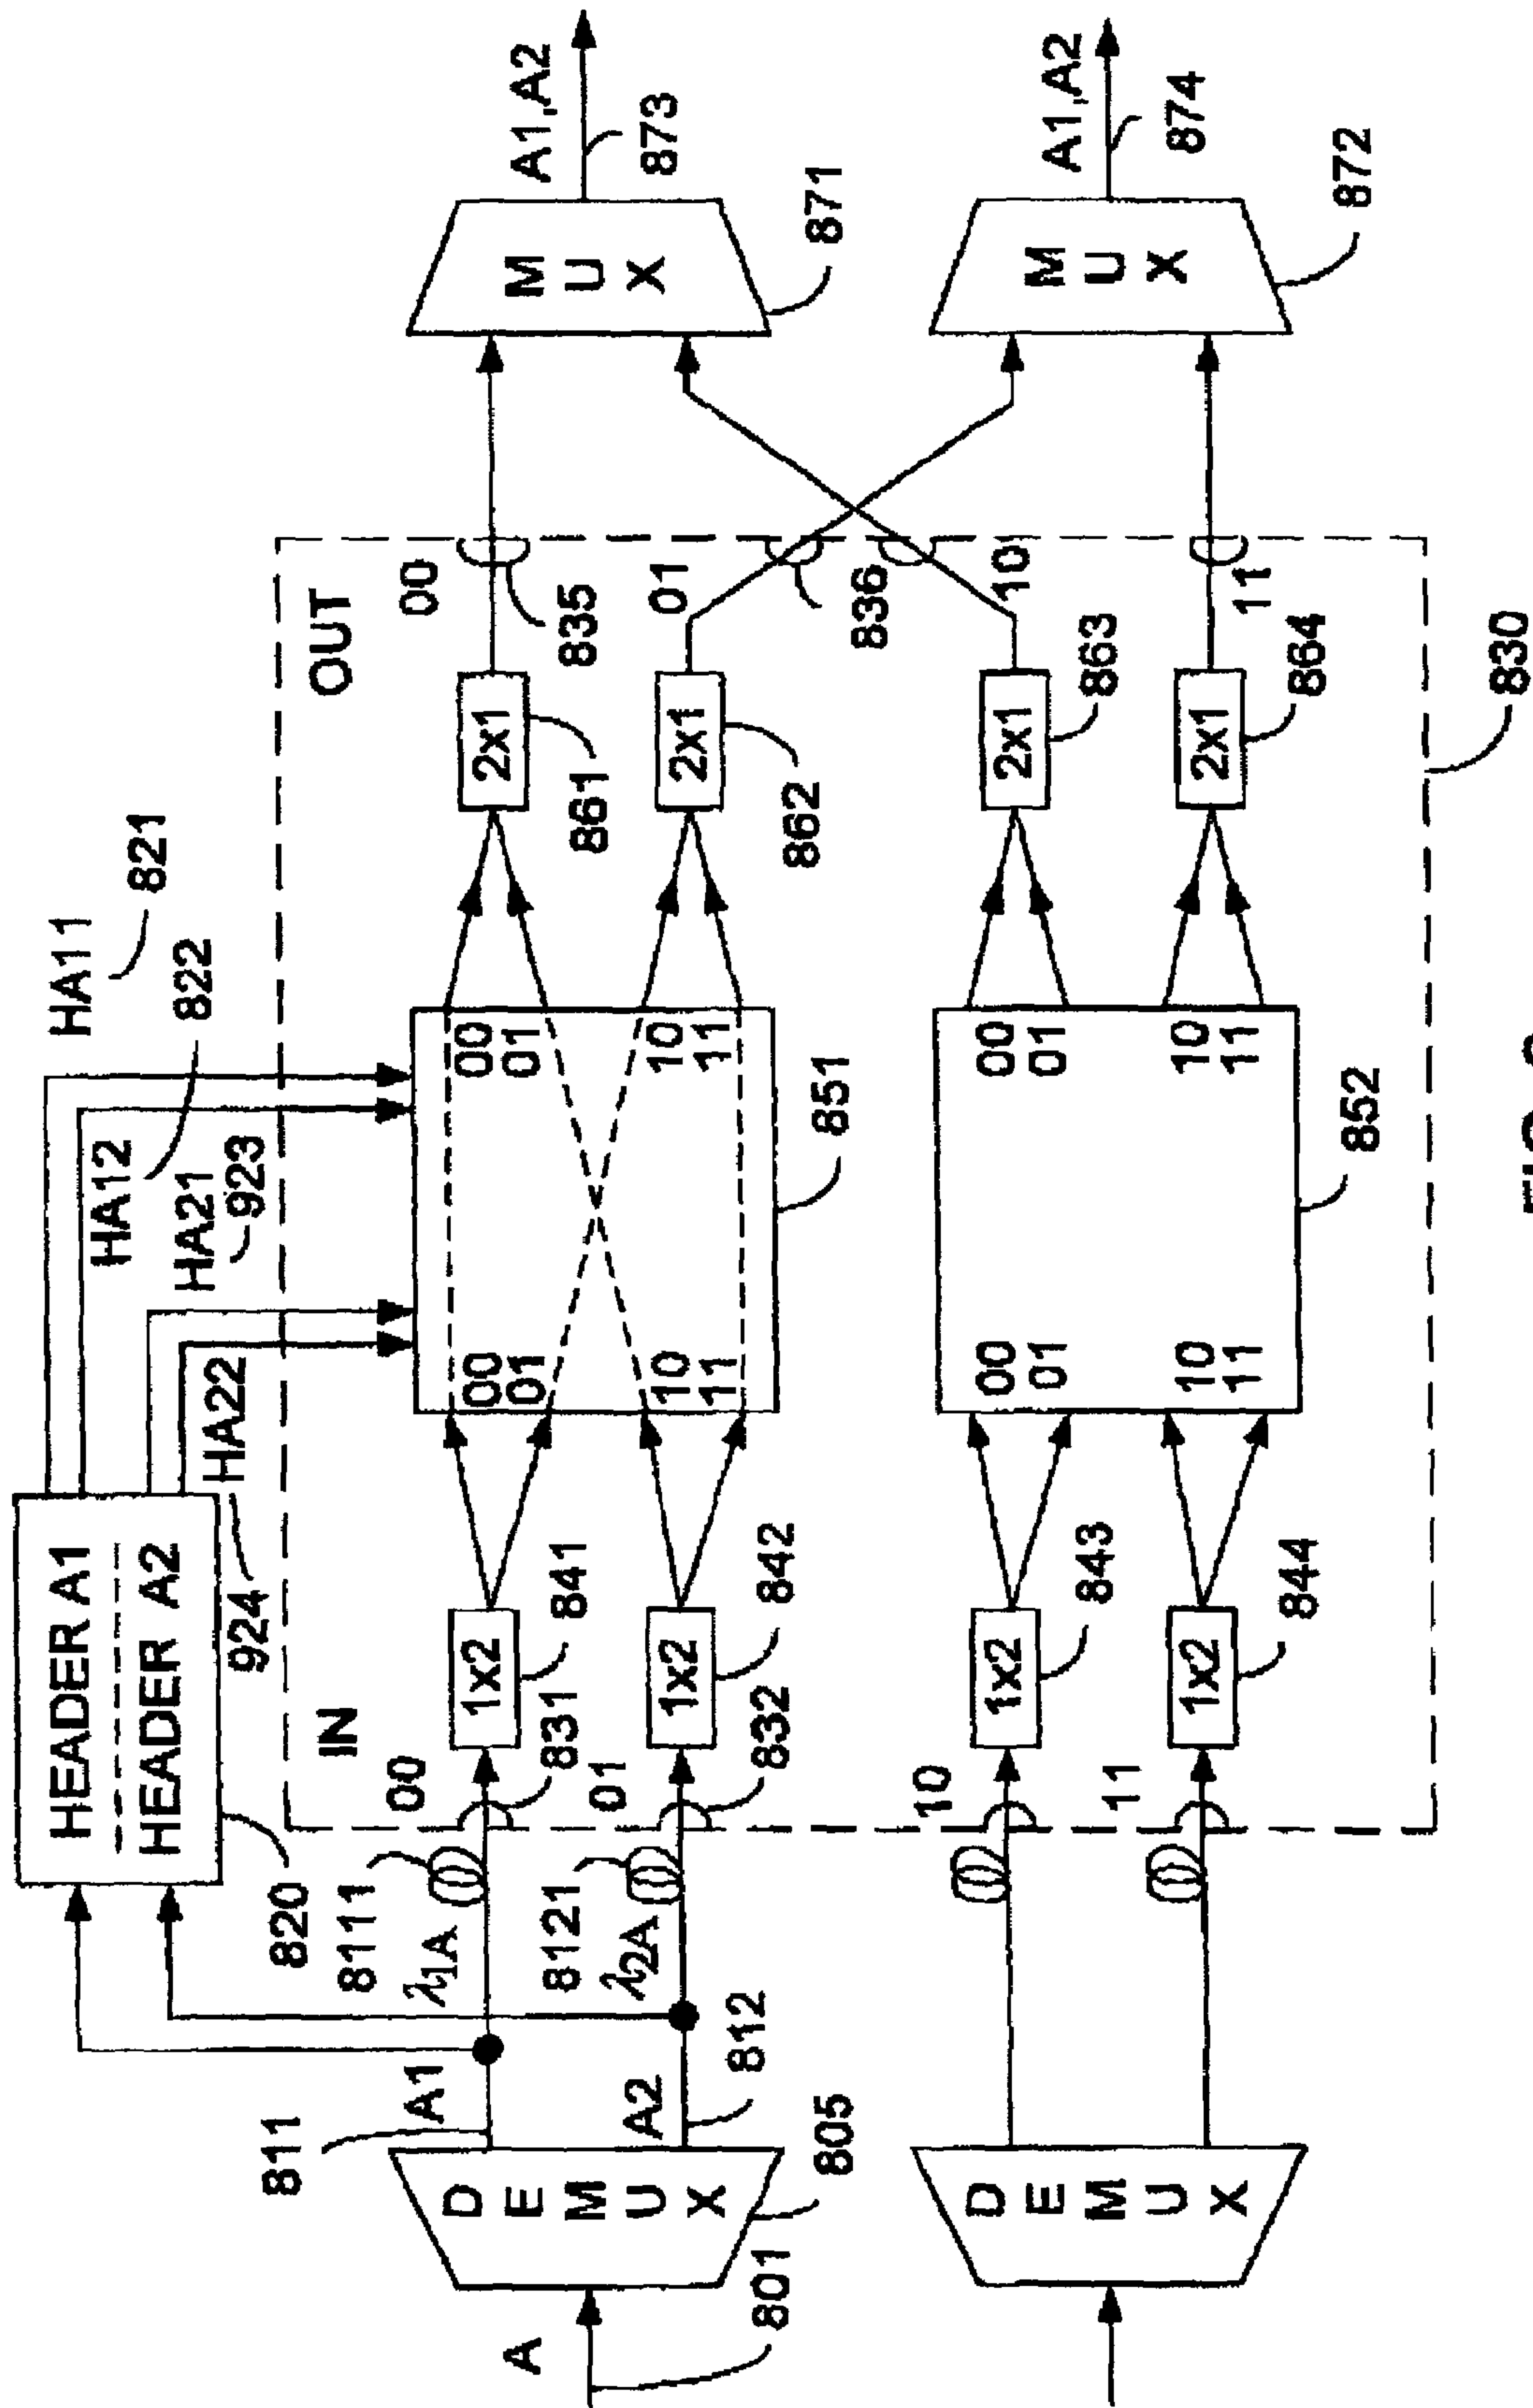 HEADER A1
HEADER A2
820
HA11
821
HA12
822
HA21
923
HA22
924
A
801
D
E
M
U
X
805
811
A1
A2
812
8111
λ1A
8121
λ2A
IN
00
831
01
832
10
11
1x2
841
1x2
842
1x2
843
1x2
844
00
01
10
11
00
01
10
11
851
00
01
10
11
00
01
10
11
852
2x1
861
2x1
862
2x1
863
2x1
864
OUT
00
835
01
836
10
11
830
M
U
X
871
A1,A2
873
M
U
X
872
A1,A2
874
D
E
M
U
X